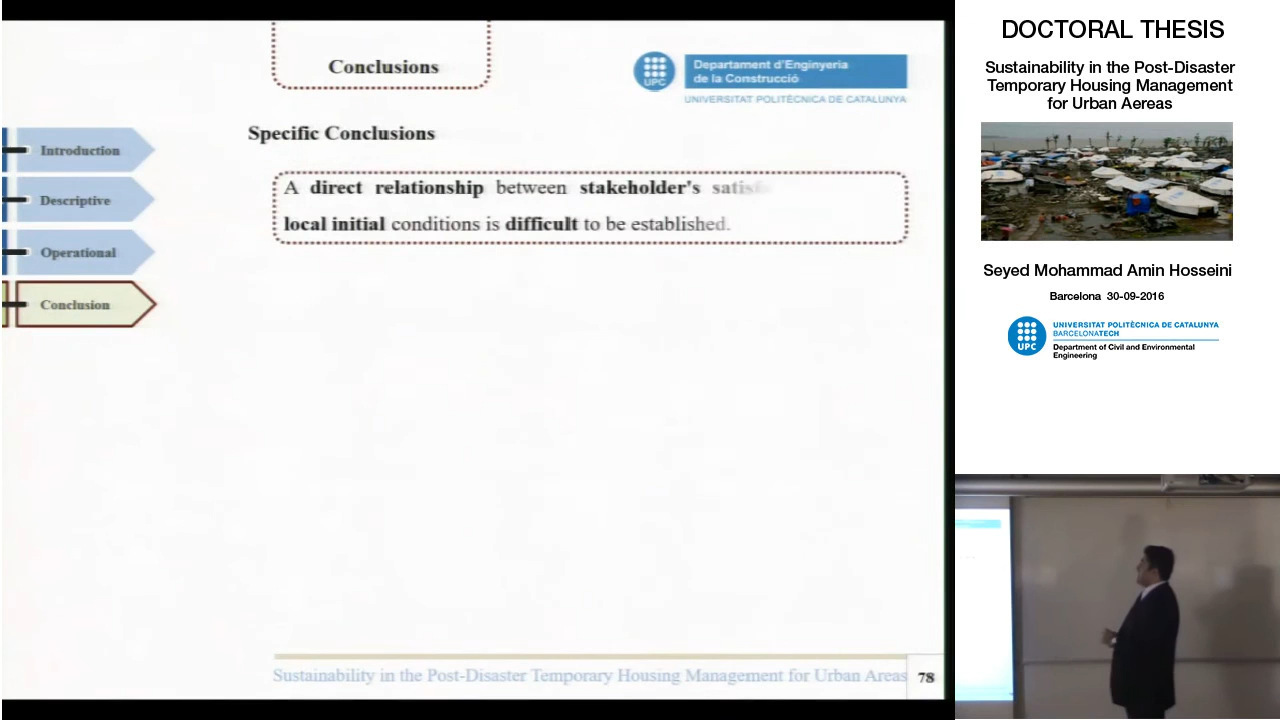 Conclusions
UPC
Departament d'Enginyeria
de la Construcció
UNIVERSITAT POLITÈCNICA DE CATALUNYA
Specific Conclusions
Introduction
Descriptive
Operational
Conclusion
A direct relationship between stakeholder's
local initial conditions is difficult to be established.
Sustainability in the Post-Disaster Temporary Housing Management for Urban Areas
78
DOCTORAL THESIS
Sustainability in the Post-Disaster
Temporary Housing Management
for Urban Aereas
Seyed Mohammad Amin Hosseini
Barcelona 30-09-2016
UPC
UNIVERSITAT POLITÈCNICA DE CATALUNYA
BARCELONATECH
Department of Civil and Environmental
Engineering